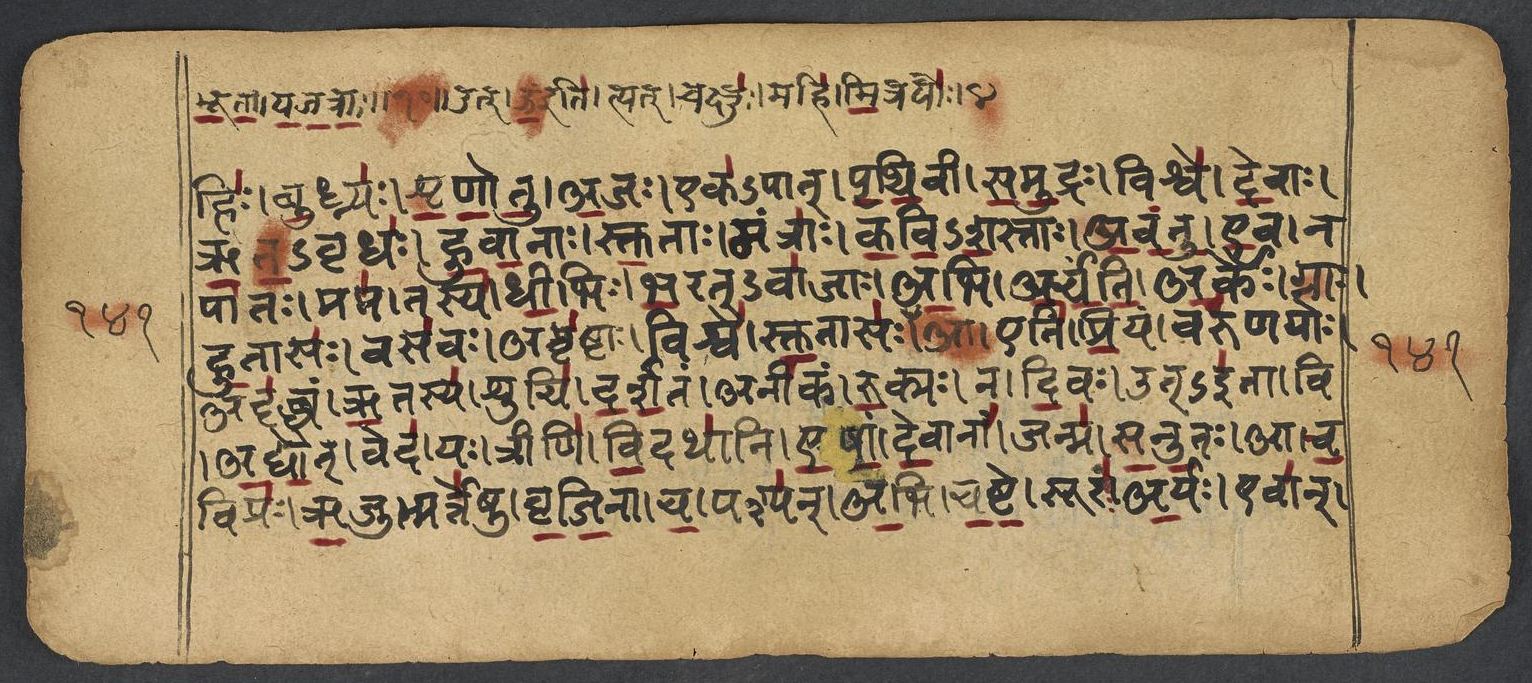 भूताः।यजत्राः॥१०॥उत्।ऊँइति।त्यत्।चक्षुः।महि।मित्रयोः।ꣳ
हिः।बुध्न्यः।शृणोतु।अजः।एकऽपात्।पृथिवी।समुद्रः।विश्वे।देवाः।
ऋतऽवृधः।हुवानाः।स्तुताः।मंत्राः।कविऽशस्ताः।अवंतु।एव।न
पातः।मम।तस्य।धीभिः।भरत्ऽवाजाः।अभि।अर्चंति।अर्कैः।ग्नाः।
हुतासः।वसवः।अधृष्टाः।विश्वे।स्तुतासः।आ।एति।प्रियं।वरुणयोः।
अदब्धं।ऋतस्य।शुचि।दर्शतं।अनीकं।रुक्मः।न।दिवः।उत्ऽइता।वि
।अद्यौत्।वेद।यः।त्रीणि।विदथानि।एषां।देवानां।जन्म।सनुतः।आ।च
विप्रः।ऋजु।मर्त्तेषु।वृजिना।च।पश्यन्।अभि।चष्टे।सूरः।अर्यः।एवान्।
१४१
१४१